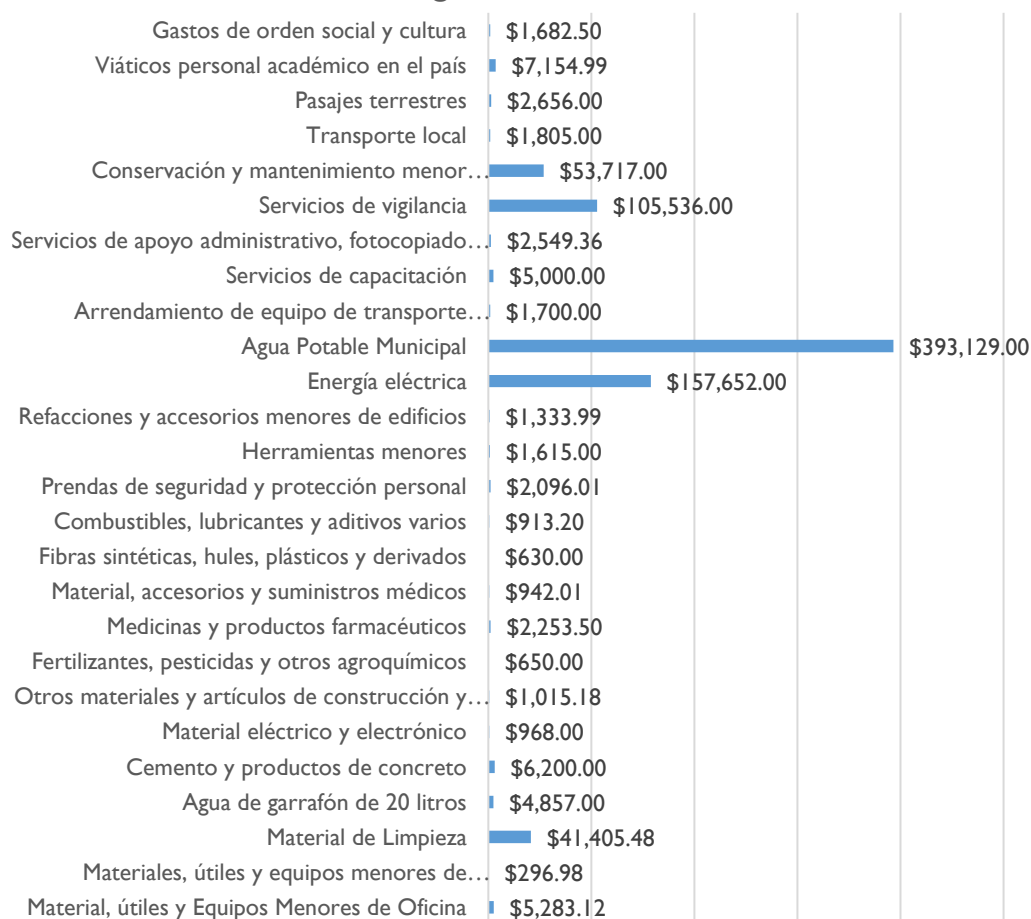 Gastos de orden social y cultura $1,682.50
Viáticos personal académico en el país $7,154.99
Pasajes terrestres $2,656.00
Transporte local $1,805.00
Conservación y mantenimiento menor… $53,717.00
Servicios de vigilancia $105,536.00
Servicios de apoyo administrativo, fotocopiado… $2,549.36
Servicios de capacitación $5,000.00
Arrendamiento de equipo de transporte… $1,700.00
Agua Potable Municipal $393,129.00
Energía eléctrica $157,652.00
Refacciones y accesorios menores de edificios $1,333.99
Herramientas menores $1,615.00
Prendas de seguridad y protección personal $2,096.01
Combustibles, lubricantes y aditivos varios $913.20
Fibras sintéticas, hules, plásticos y derivados $630.00
Material, accesorios y suministros médicos $942.01
Medicinas y productos farmacéuticos $2,253.50
Fertilizantes, pesticidas y otros agroquímicos $650.00
Otros materiales y artículos de construcción y… $1,015.18
Material eléctrico y electrónico $968.00
Cemento y productos de concreto $6,200.00
Agua de garrafón de 20 litros $4,857.00
Material de Limpieza $41,405.48
Materiales, útiles y equipos menores de… $296.98
Material, útiles y Equipos Menores de Oficina $5,283.12